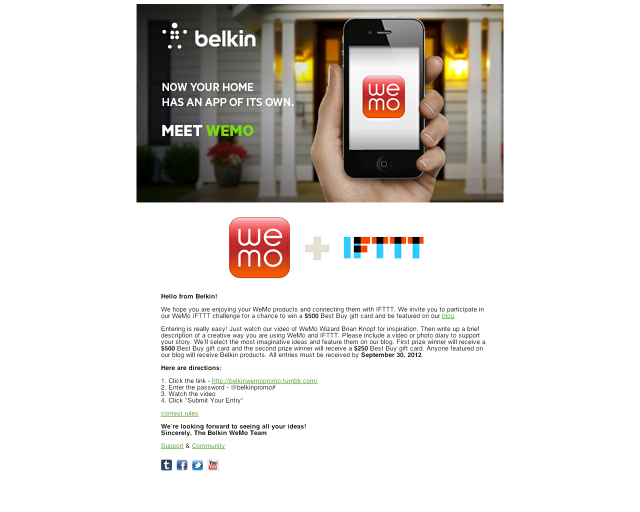 belkin
NOW YOUR HOME
HAS AN APP OF ITS OWN.
MEET WEMO
we
mo
we
mo
IFTTT
Hello from Belkin!
We hope you are enjoying your WeMo products and connecting them with IFTTT. We invite you to participate in
our WeMo IFTTT challenge for a chance to win a $500 Best Buy gift card and be featured on our blog.
Entering is really easy! Just watch our video of WeMo Wizard Brian Knopf for inspiration. Then write up a brief
description of a creative way you are using WeMo and IFTTT. Please include a video or photo diary to support
your story. We'll select the most imaginative ideas and feature them on our blog. First prize winner will receive a
$500 Best Buy gift card and the second prize winner will receive a $250 Best Buy gift card. Anyone featured on
our blog will receive Belkin products. All entries must be received by September 30, 2012.
Here are directions:
1. Click the link - http://belkinwemopromo.tumblr.com/
2. Enter the password - @belkinpromo#
3. Watch the video
4. Click "Submit Your Entry"
contest rules
We're looking forward to seeing all your ideas!
Sincerely, The Belkin WeMo Team
Support & Community
t
f
You
Tube